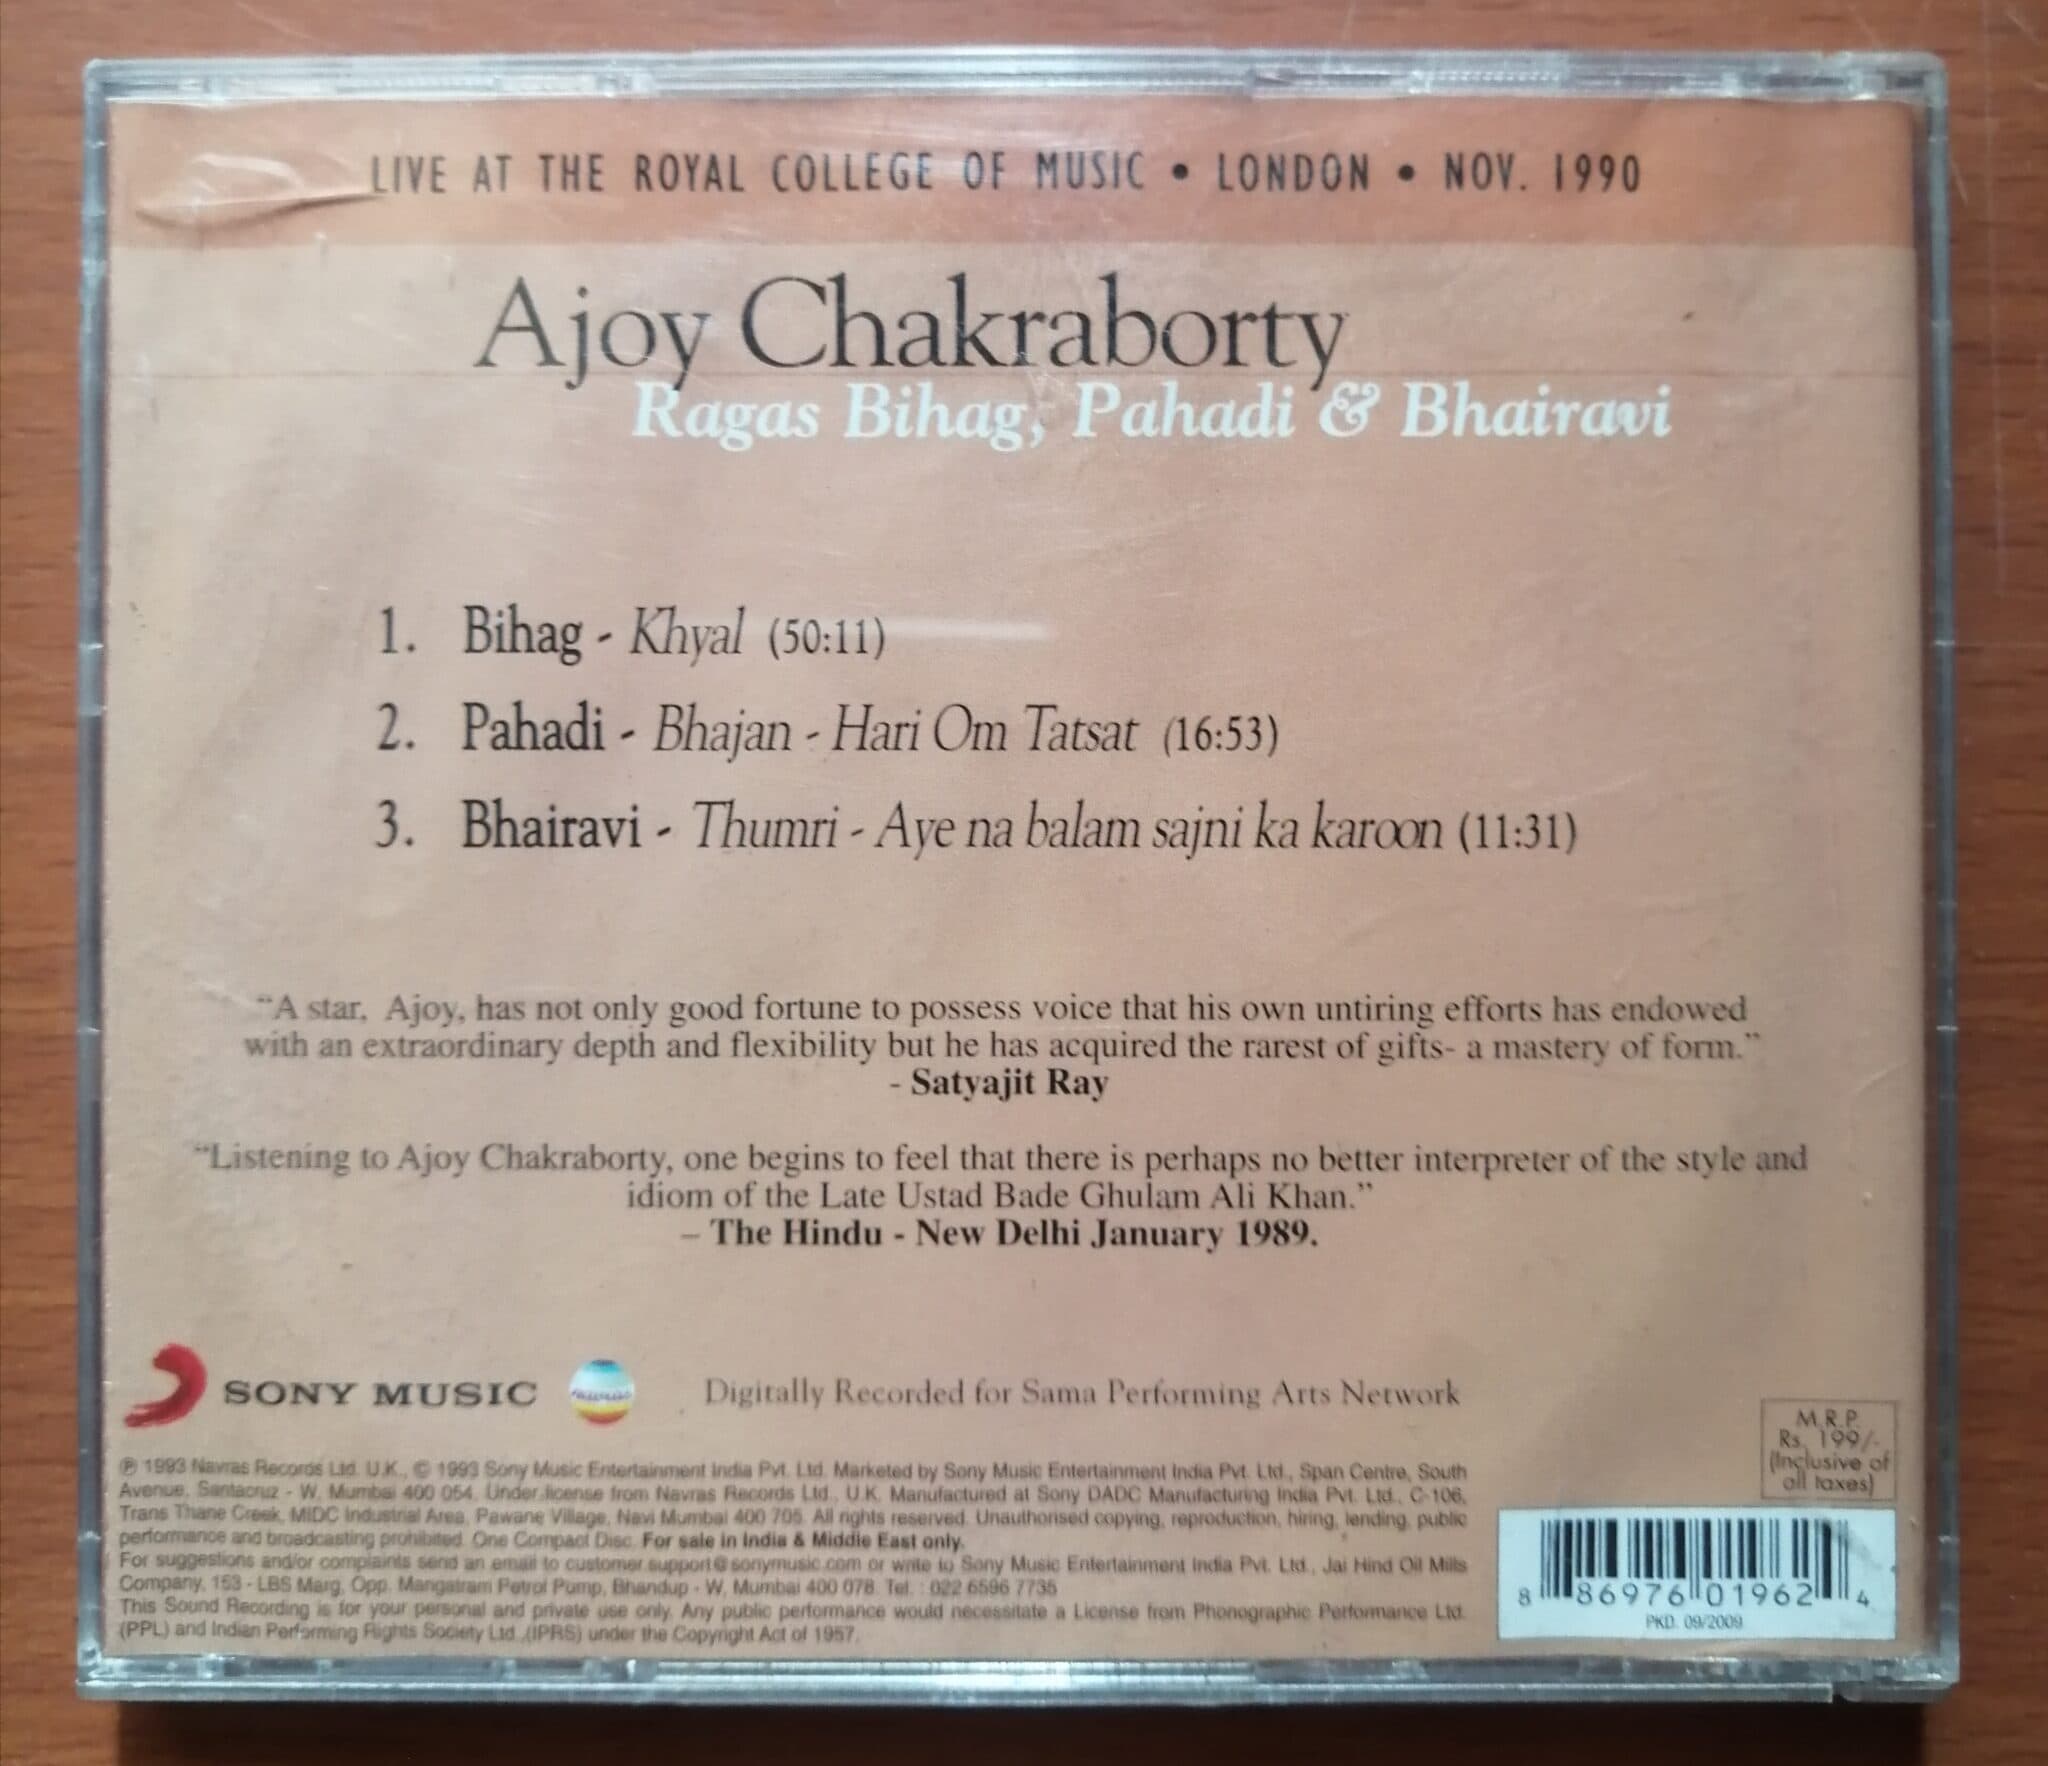 LIVE AT THE ROYAL COLLEGE OF MUSIC • LONDON • NOV. 1990
Ajoy Chakraborty
Ragas Bihag, Pahadi & Bhairavi
1. Bihag - Khyal (50:11)
2. Pahadi - Bhajan - Hari Om Tatsat (16:53)
3. Bhairavi - Thumri - Aye na balam sajni ka karoon (11:31)
“A star, Ajoy, has not only good fortune to possess voice that his own untiring efforts has endowed
with an extraordinary depth and flexibility but he has acquired the rarest of gifts- a mastery of form.”
- Satyajit Ray
“Listening to Ajoy Chakraborty, one begins to feel that there is perhaps no better interpreter of the style and
idiom of the Late Ustad Bade Ghulam Ali Khan.”
– The Hindu - New Delhi January 1989.
SONY MUSIC
navras
Digitally Recorded for Sama Performing Arts Network
M.R.P.
Rs. 199/-
(Inclusive of
all taxes)
℗ 1993 Navras Records Ltd. U.K., © 1993 Sony Music Entertainment India Pvt. Ltd. Marketed by Sony Music Entertainment India Pvt. Ltd., Span Centre, South
Avenue, Santacruz - W. Mumbai 400 054. Under license from Navras Records Ltd., U.K. Manufactured at Sony DADC Manufacturing India Pvt. Ltd., C-106,
Trans Thane Creek, MIDC Industrial Area, Pawane Village, Navi Mumbai 400 705. All rights reserved. Unauthorised copying, reproduction, hiring, lending, public
performance and broadcasting prohibited. One Compact Disc. For sale in India & Middle East only.
For suggestions and/or complaints send an email to customer.support@sonymusic.com or write to Sony Music Entertainment India Pvt. Ltd., Jai Hind Oil Mills
Company, 153 - LBS Marg, Opp. Mangatram Petrol Pump, Bhandup - W, Mumbai 400 078. Tel. : 022 6596 7735
This Sound Recording is for your personal and private use only. Any public performance would necessitate a License from Phonographic Performance Ltd.
(PPL) and Indian Performing Rights Society Ltd.,(IPRS) under the Copyright Act of 1957.
8 86976 01962 4
PKD. 09/2009